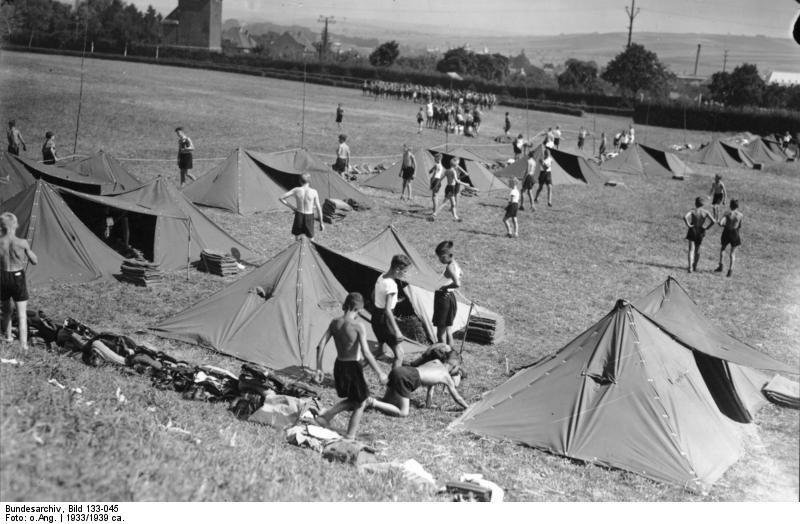 Bundesarchiv, Bild 133-045
Foto: o.Ang. | 1933/1939 ca.